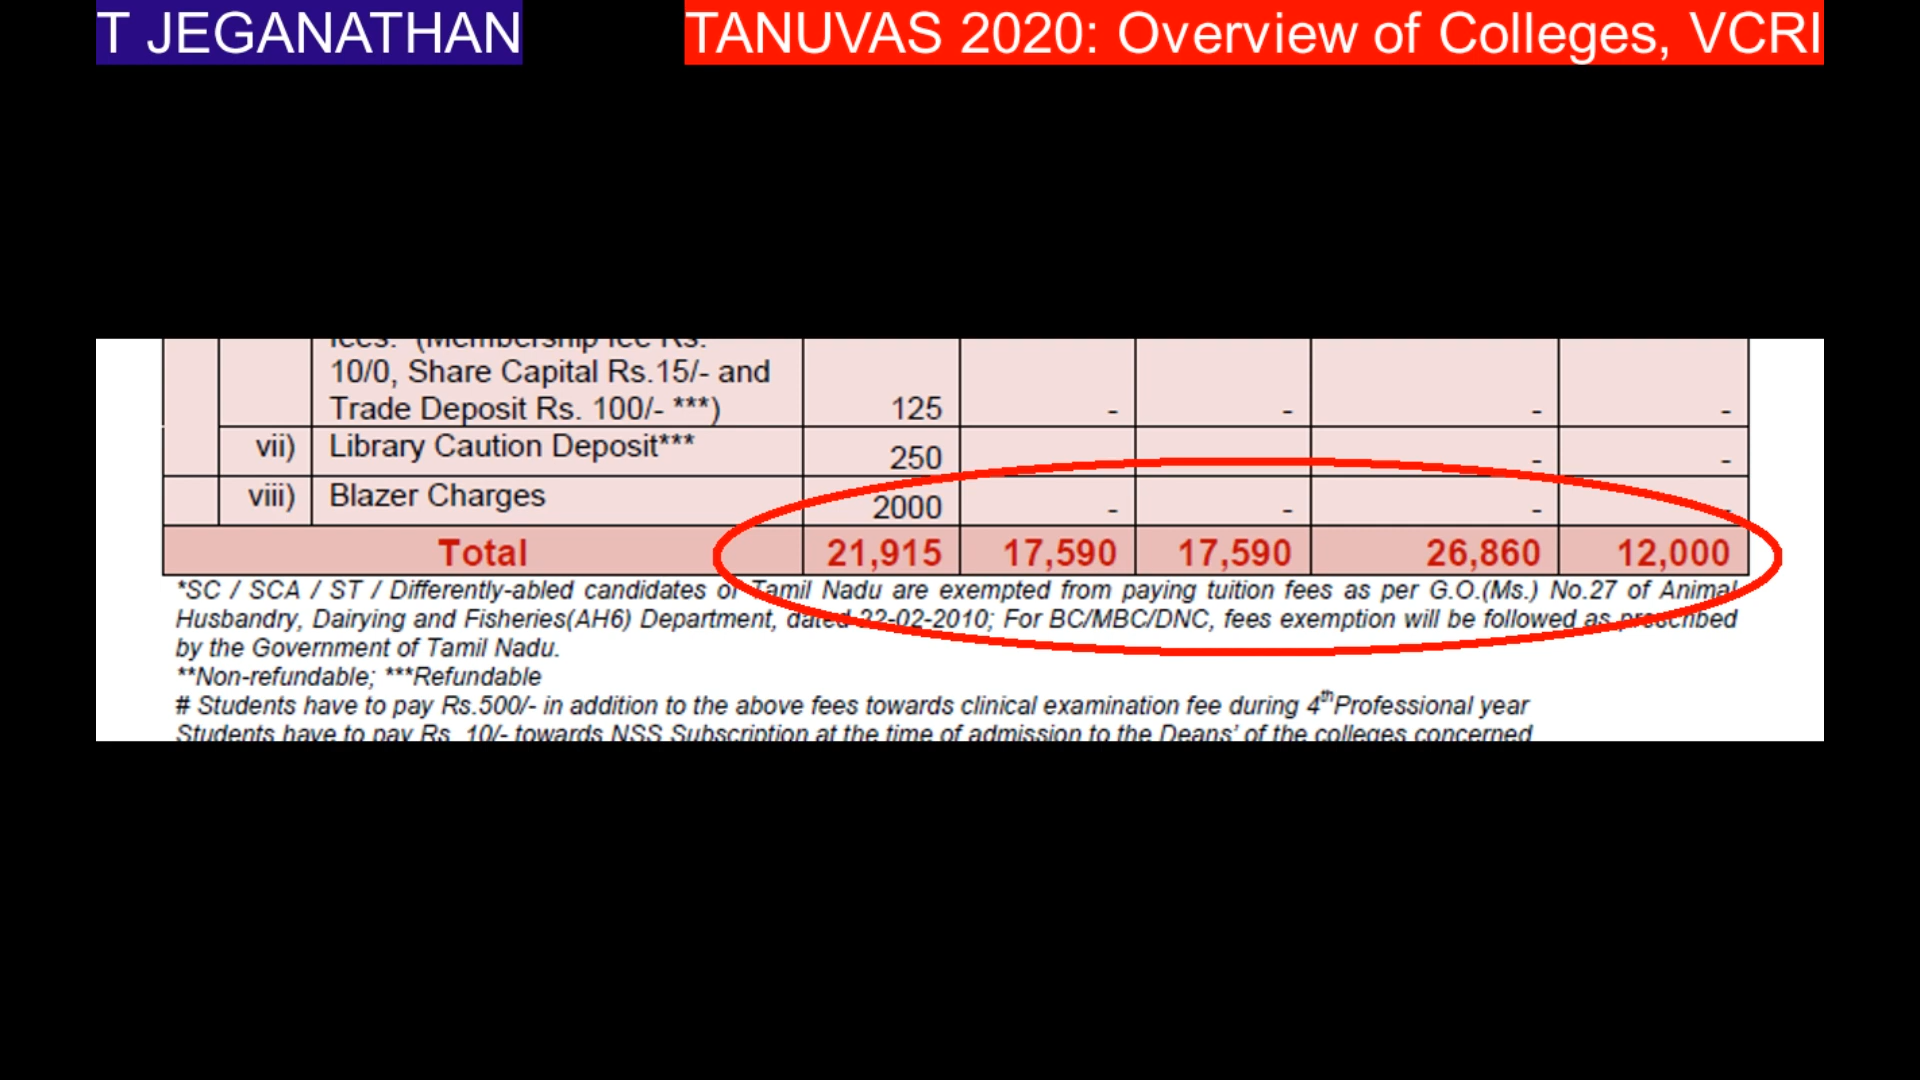 T JEGANATHAN
TANUVAS 2020: Overview of Colleges, VCRI
fees. (Membership fee Rs.
10/0, Share Capital Rs.15/- and
Trade Deposit Rs. 100/- ***) 125 - - - -
vii) Library Caution Deposit*** 250 - -
viii) Blazer Charges 2000 - - - -
Total 21,915 17,590 17,590 26,860 12,000
*SC / SCA / ST / Differently-abled candidates of Tamil Nadu are exempted from paying tuition fees as per G.O.(Ms.) No.27 of Animal
Husbandry, Dairying and Fisheries(AH6) Department, dated 22-02-2010; For BC/MBC/DNC, fees exemption will be followed as prescribed
by the Government of Tamil Nadu.
**Non-refundable; ***Refundable
# Students have to pay Rs.500/- in addition to the above fees towards clinical examination fee during 4th Professional year
Students have to pay Rs. 10/- towards NSS Subscription at the time of admission to the Deans' of the colleges concerned